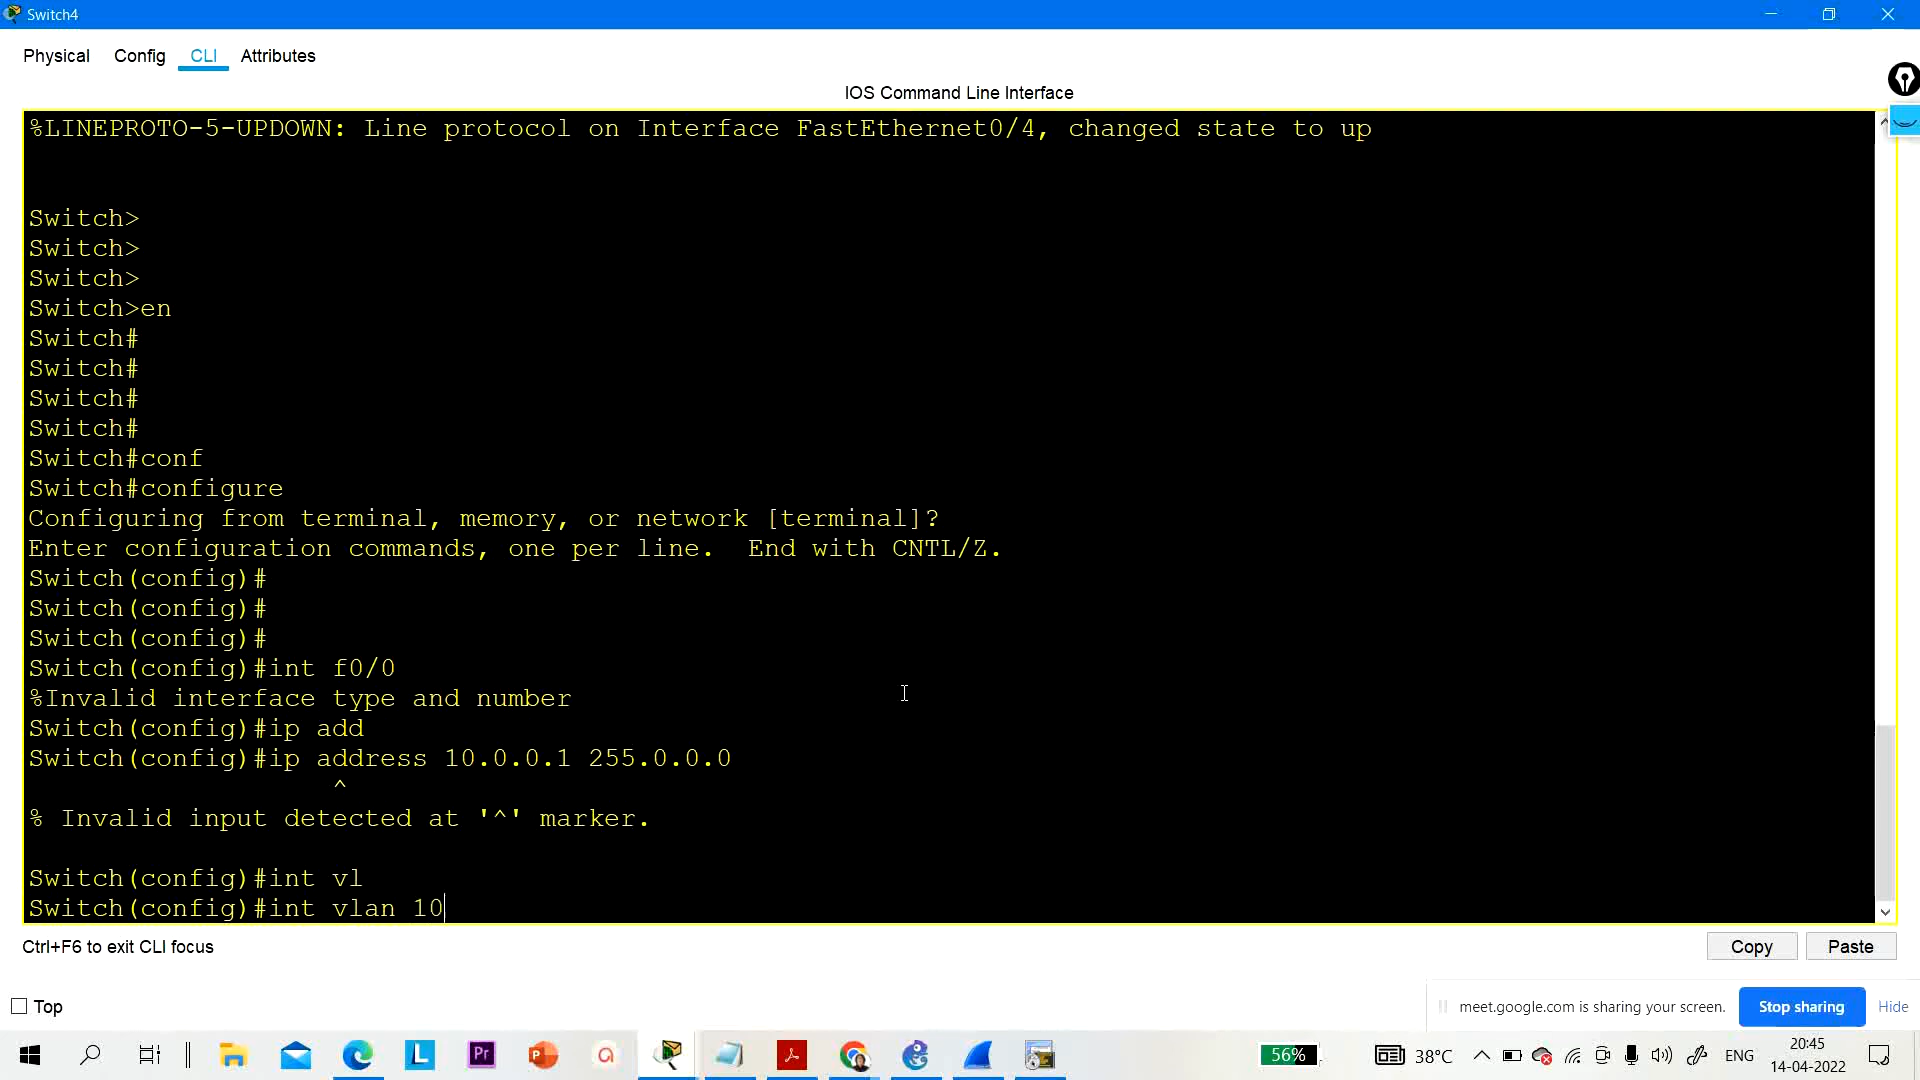 Switch4
Physical Config CLI Attributes
IOS Command Line Interface
%LINEPROTO-5-UPDOWN: Line protocol on Interface FastEthernet0/4, changed state to up
Switch>
Switch>
Switch>
Switch>en
Switch#
Switch#
Switch#
Switch#
Switch#conf
Switch#configure
Configuring from terminal, memory, or network [terminal]?
Enter configuration commands, one per line.  End with CNTL/Z.
Switch(config)#
Switch(config)#
Switch(config)#
Switch(config)#int f0/0
%Invalid interface type and number
Switch(config)#ip add
Switch(config)#ip address 10.0.0.1 255.0.0.0
^
% Invalid input detected at '^' marker.
Switch(config)#int vl
Switch(config)#int vlan 10
Ctrl+F6 to exit CLI focus
Copy Paste
Top
meet.google.com is sharing your screen. Stop sharing Hide
L Pr P a 56% 38°C ENG 20:45
14-04-2022